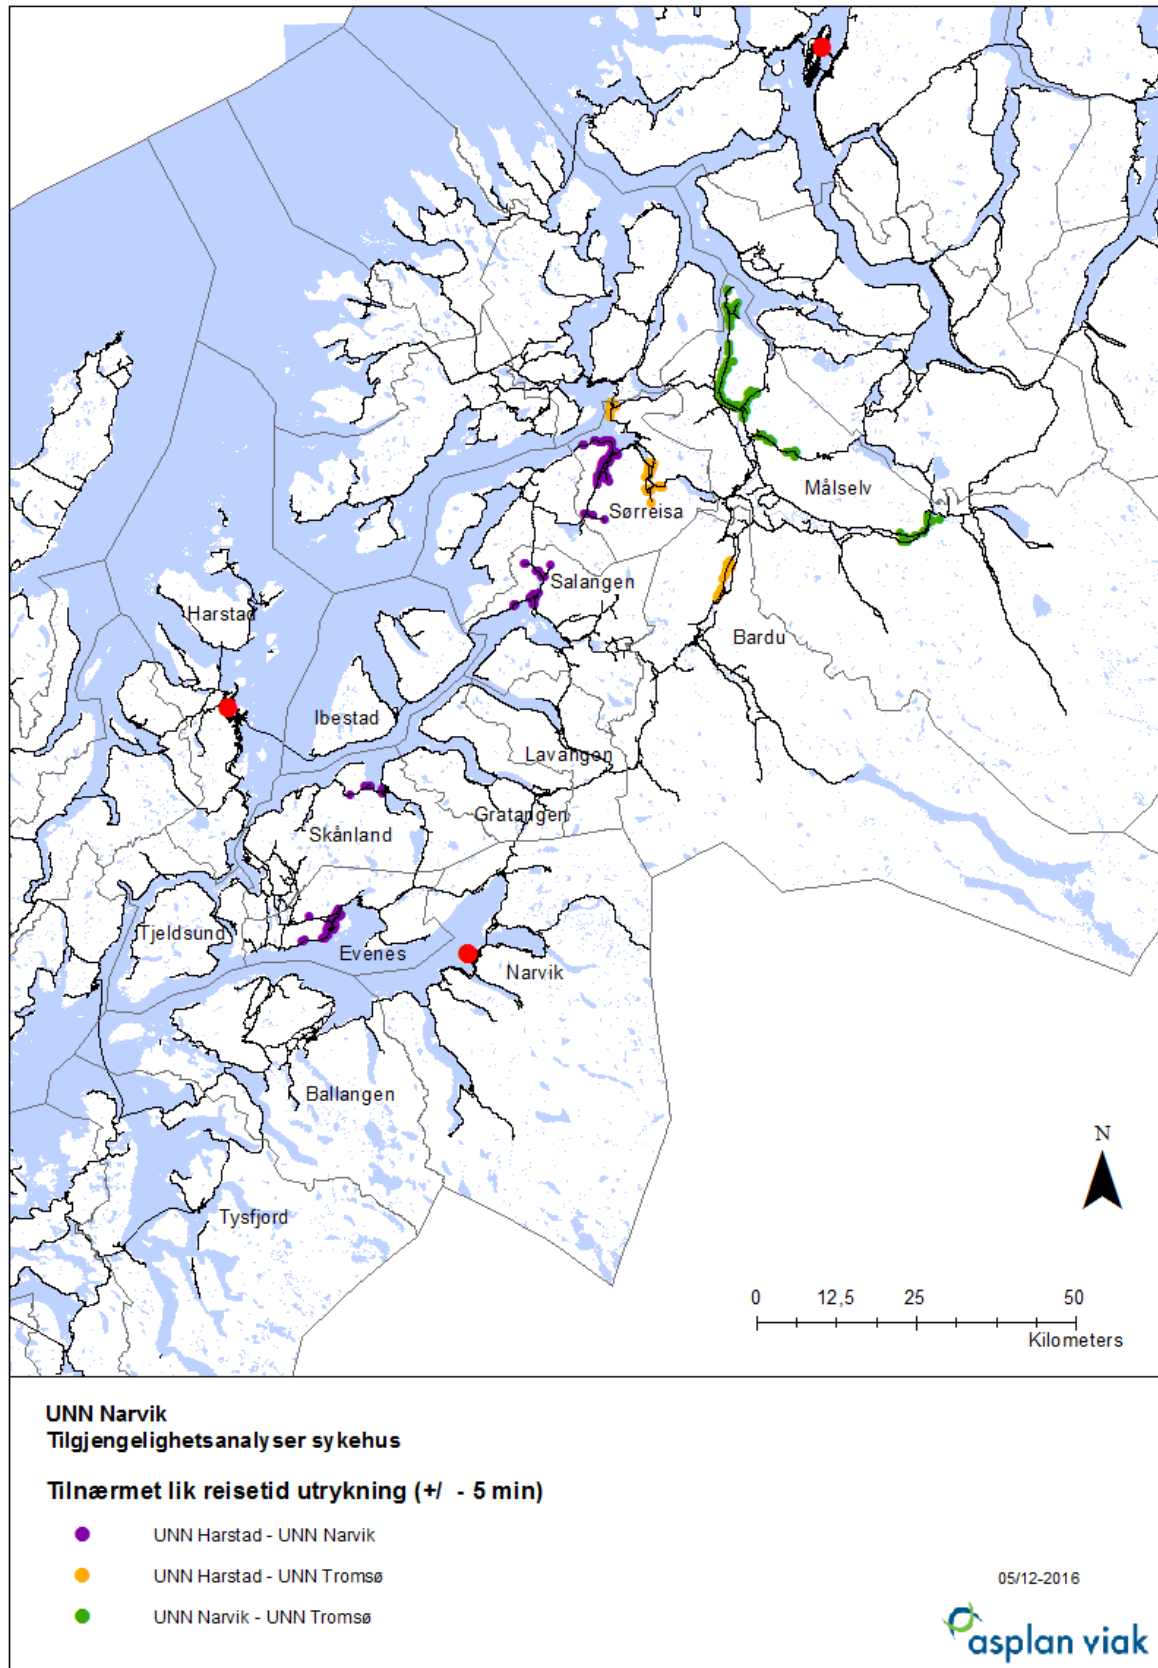 Målselv
Sørreisa
Salangen
Harstad
Bardu
Ibestad
Lavangen
Gratangen
Skånland
Tjeldsund
Evenes
Narvik
Ballangen
N
Tysfjord
0 12,5 25 50
Kilometers
UNN Narvik
Tilgjengelighetsanalyser sykehus
Tilnærmet lik reisetid utrykning (+/ - 5 min)
UNN Harstad - UNN Narvik
UNN Harstad - UNN Tromsø
UNN Narvik - UNN Tromsø
05/12-2016
asplan viak